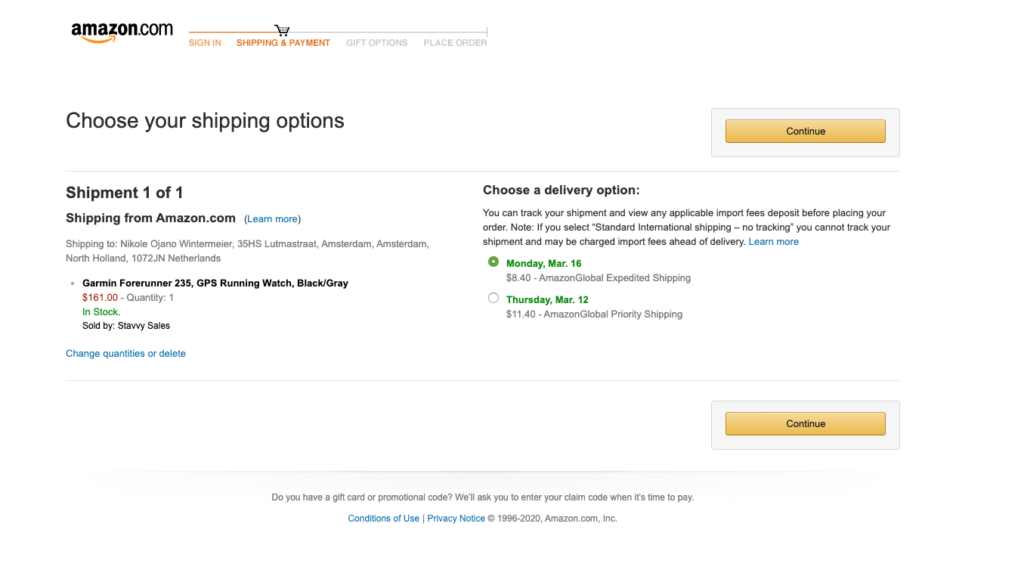 amazon.com
SIGN IN SHIPPING & PAYMENT GIFT OPTIONS PLACE ORDER
Choose your shipping options
Continue
Shipment 1 of 1
Shipping from Amazon.com (Learn more)
Shipping to: Nikole Ojano Wintermeier, 35HS Lutmastraat, Amsterdam, Amsterdam,
North Holland, 1072JN Netherlands
Garmin Forerunner 235, GPS Running Watch, Black/Gray
$161.00 - Quantity: 1
In Stock.
Sold by: Stavvy Sales
Change quantities or delete
Choose a delivery option:
You can track your shipment and view any applicable import fees deposit before placing your
order. Note: If you select "Standard International shipping – no tracking" you cannot track your
shipment and may be charged import fees ahead of delivery. Learn more
Monday, Mar. 16
$8.40 - AmazonGlobal Expedited Shipping
Thursday, Mar. 12
$11.40 - AmazonGlobal Priority Shipping
Continue
Do you have a gift card or promotional code? We'll ask you to enter your claim code when it's time to pay.
Conditions of Use | Privacy Notice © 1996-2020, Amazon.com, Inc.